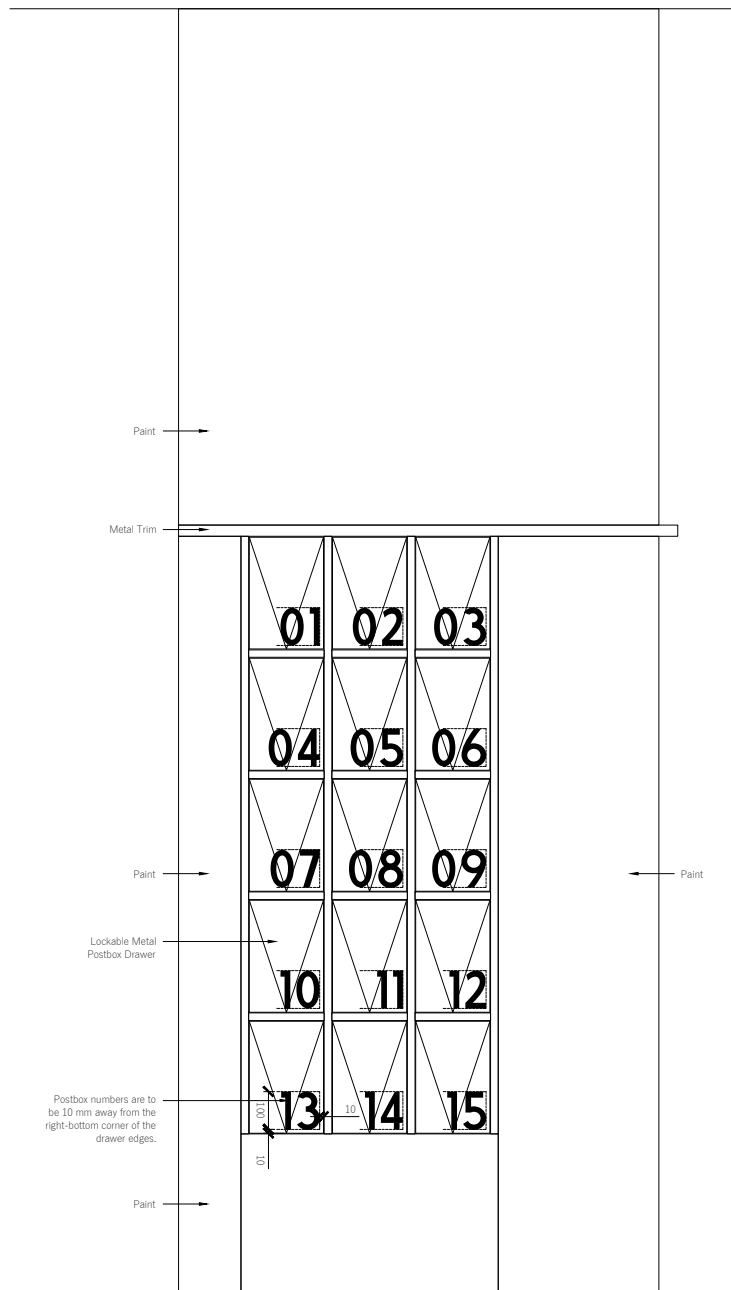 Paint
Metal Trim
01 02 03
04 05 06
07 08 09
Paint
Paint
Lockable Metal
Postbox Drawer
10 11 12
Postbox numbers are to
be 10 mm away from the
right-bottom corner of the
drawer edges.
100
13 14 15
10
10
Paint